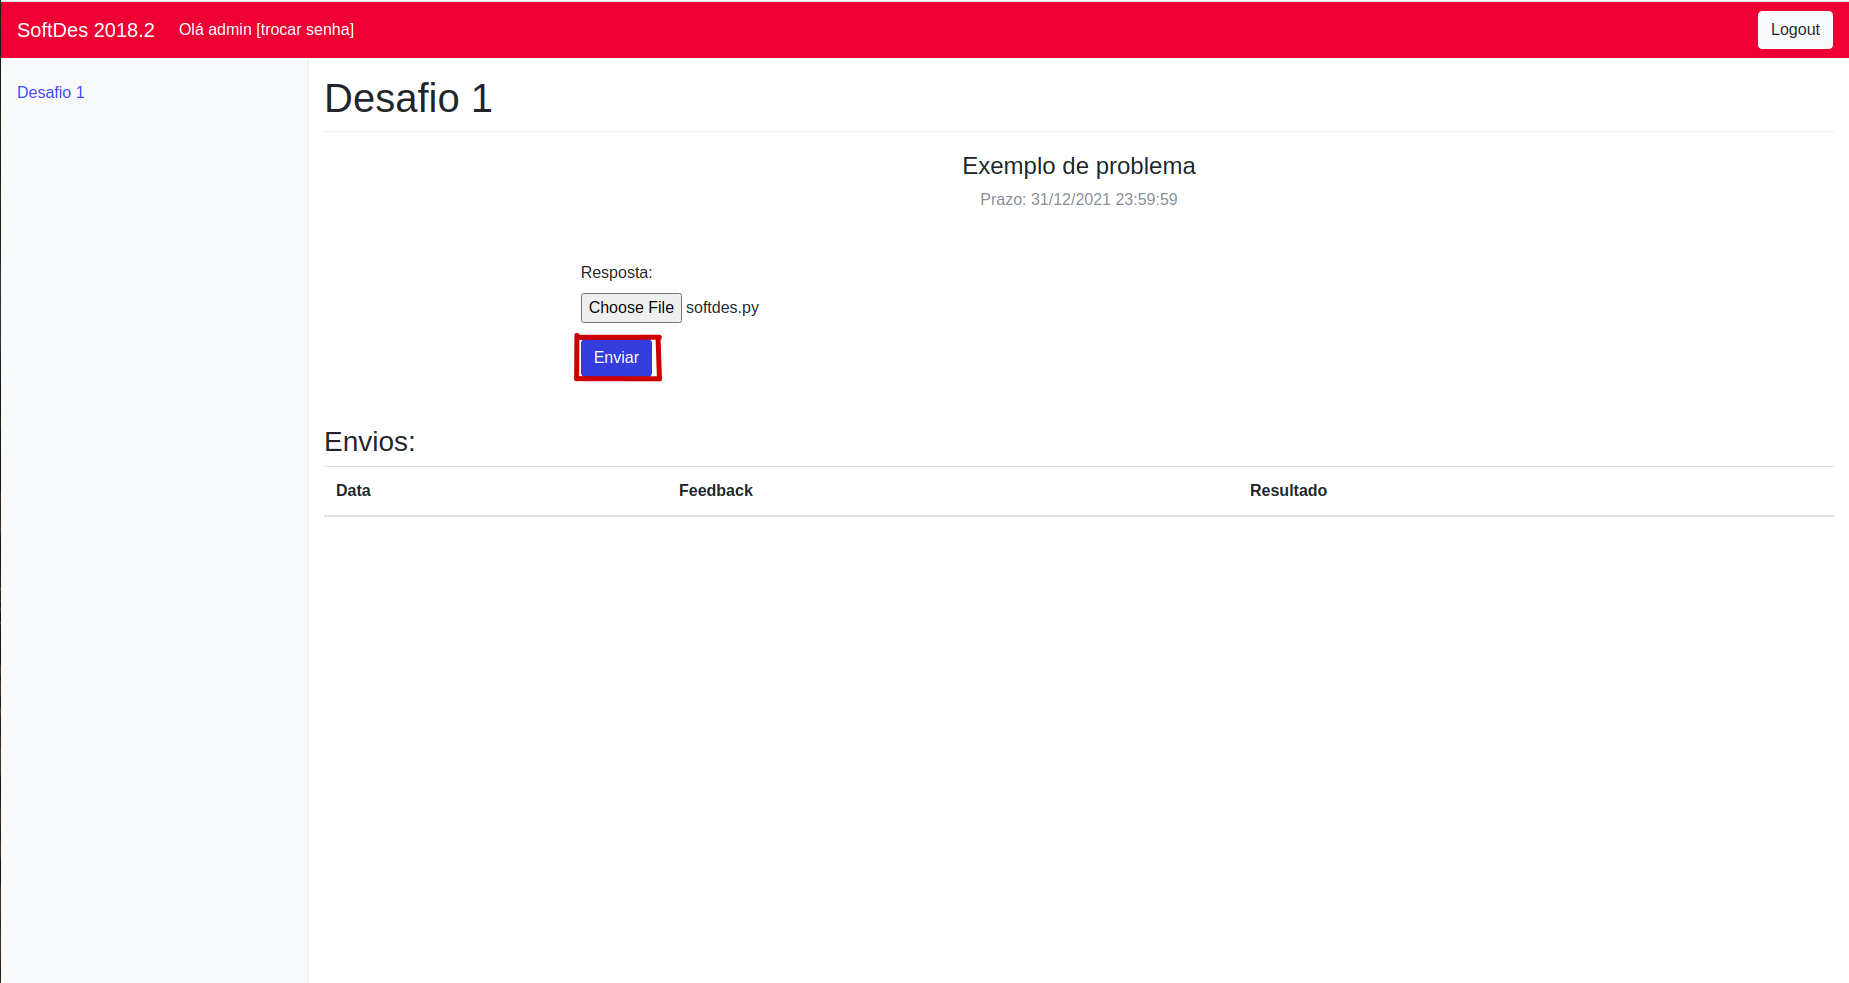 SoftDes 2018.2 Olá admin [trocar senha] Logout
Desafio 1
Desafio 1
Exemplo de problema
Prazo: 31/12/2021 23:59:59
Resposta:
Choose File softdes.py
Enviar
Envios:
Data Feedback Resultado